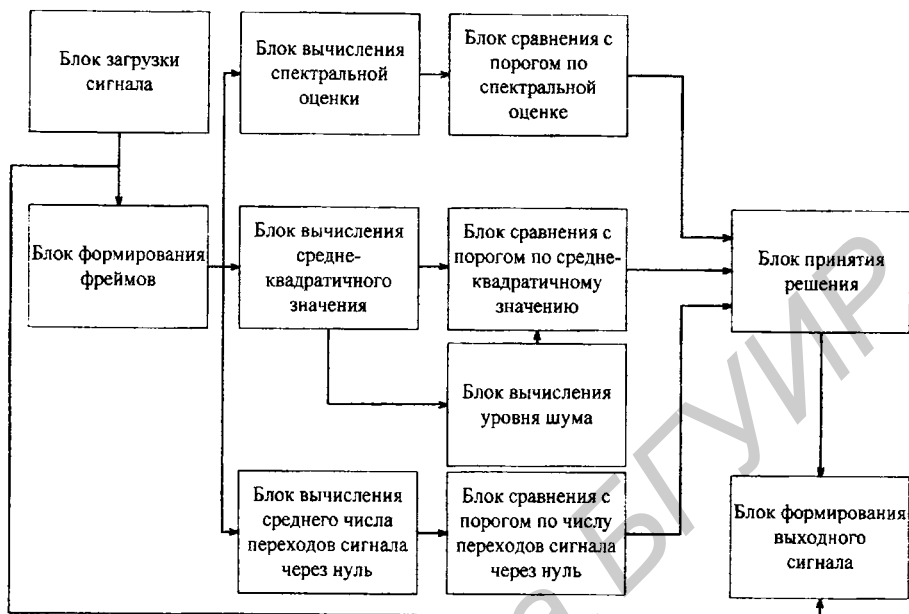 Блок загрузки
сигнала
Блок вычисления
спектральной
оценки
Блок сравнения с
порогом по
спектральной
оценке
Блок формирования
фреймов
Блок вычисления
средне-
квадратичного
значения
Блок сравнения с
порогом по средне-
квадратичному
значению
Блок принятия
решения
Блок вычисления
уровня шума
Блок вычисления
среднего числа
переходов сигнала
через нуль
Блок сравнения с
порогом по числу
переходов сигнала
через нуль
Блок формирования
выходного
сигнала
БГУИР